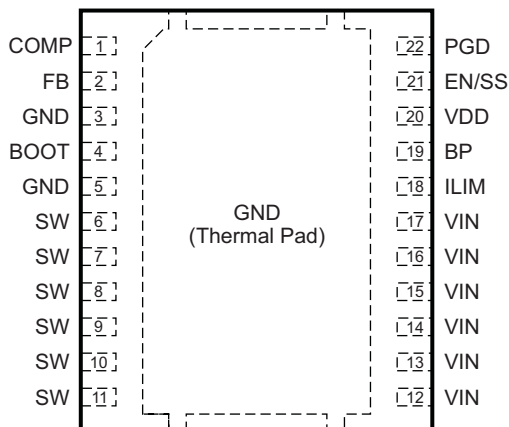 COMP 1 22 PGD
FB 2 21 EN/SS
GND 3 20 VDD
BOOT 4 19 BP
GND 5 18 ILIM
SW 6 17 VIN
GND
(Thermal Pad)
SW 7 16 VIN
SW 8 15 VIN
SW 9 14 VIN
SW 10 13 VIN
SW 11 12 VIN